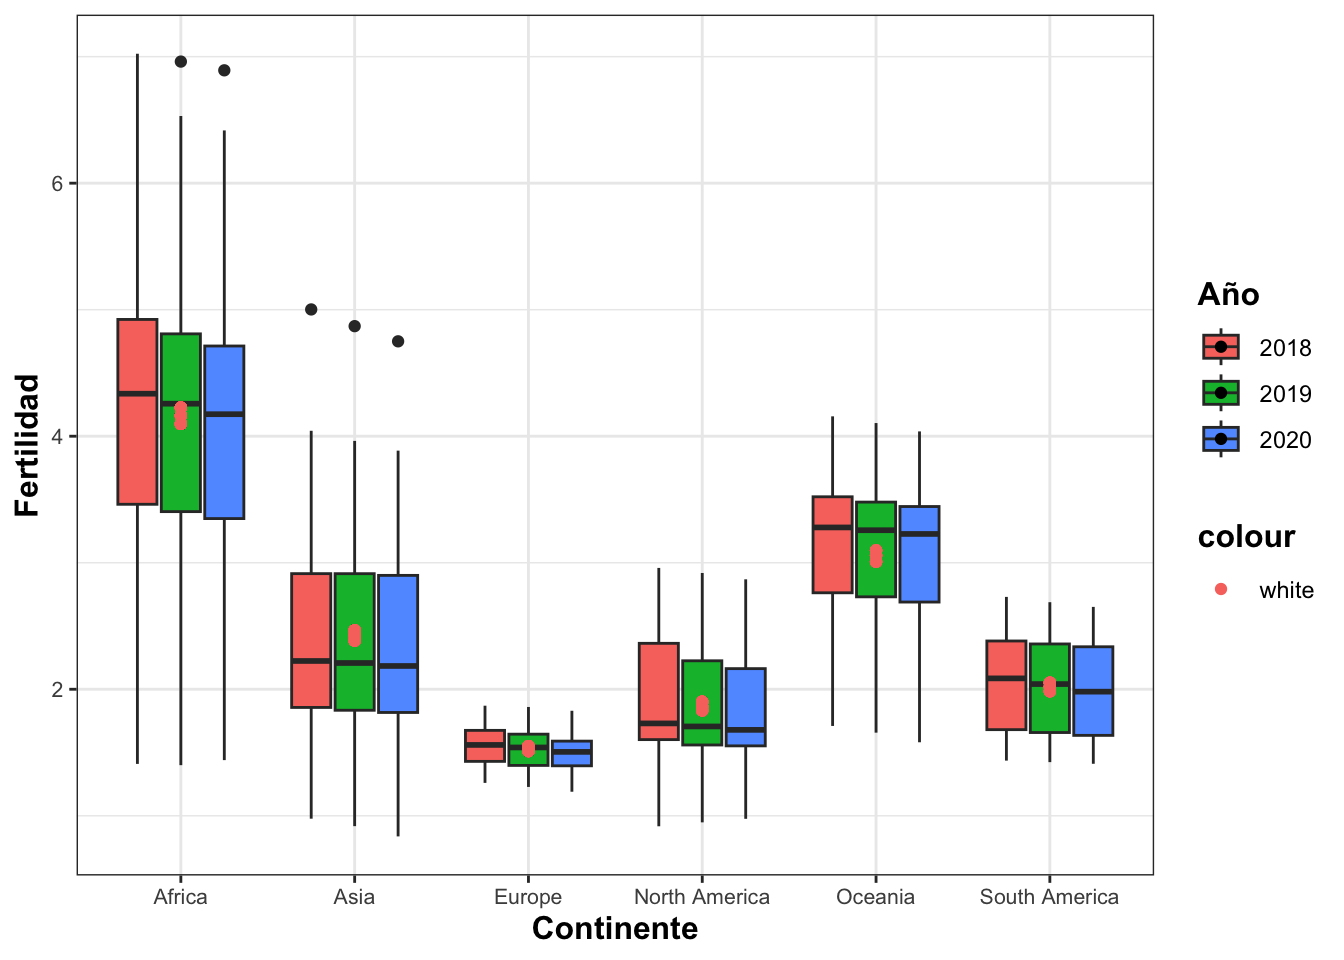 6
4
2
Fertilidad
Africa
Asia
Europe
North America
Oceania
South America
Continente
Año
2018
2019
2020
colour
white